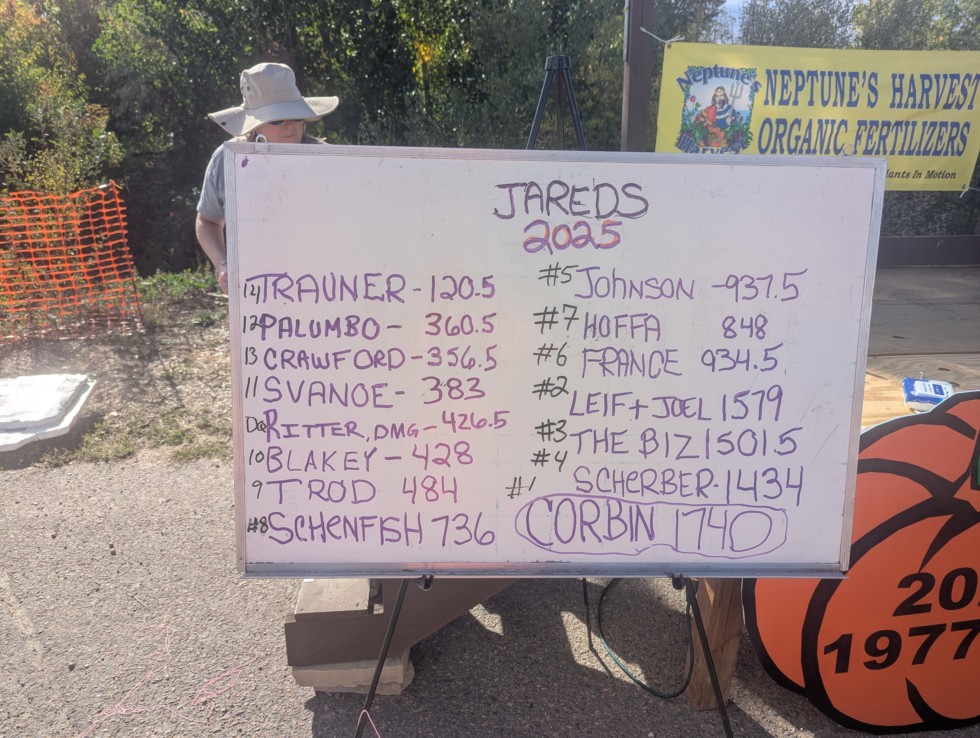 Neptune's
NEPTUNE'S HARVEST
ORGANIC FERTILIZERS
Plants In Motion
JAREDS
2025
14 TRAUNER - 120.5
12 PALUMBO - 360.5
13 CRAWFORD - 356.5
11 SVANOE - 383
RITTER, DMG - 426.5
10 BLAKEY - 428
9 TROD 484
#8 SCHENFISH 736
#5 JOHNSON - 937.5
#7 HOFFA 848
#6 FRANCE 934.5
#2 LEIF + JOEL 1579
#3 THE BIZ 1501.5
#4 SCHERBER - 1434
#1 CORBIN 1740
20
1977